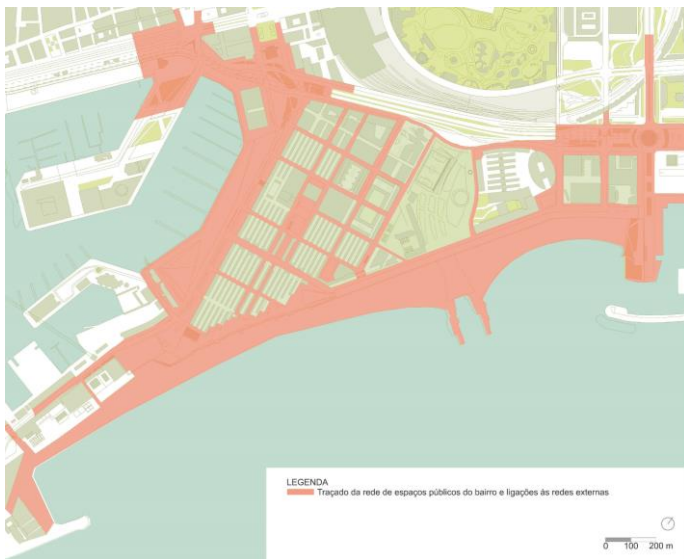 LEGENDA
Traçado da rede de espaços públicos do bairro e ligações às redes externas
0 100 200 m